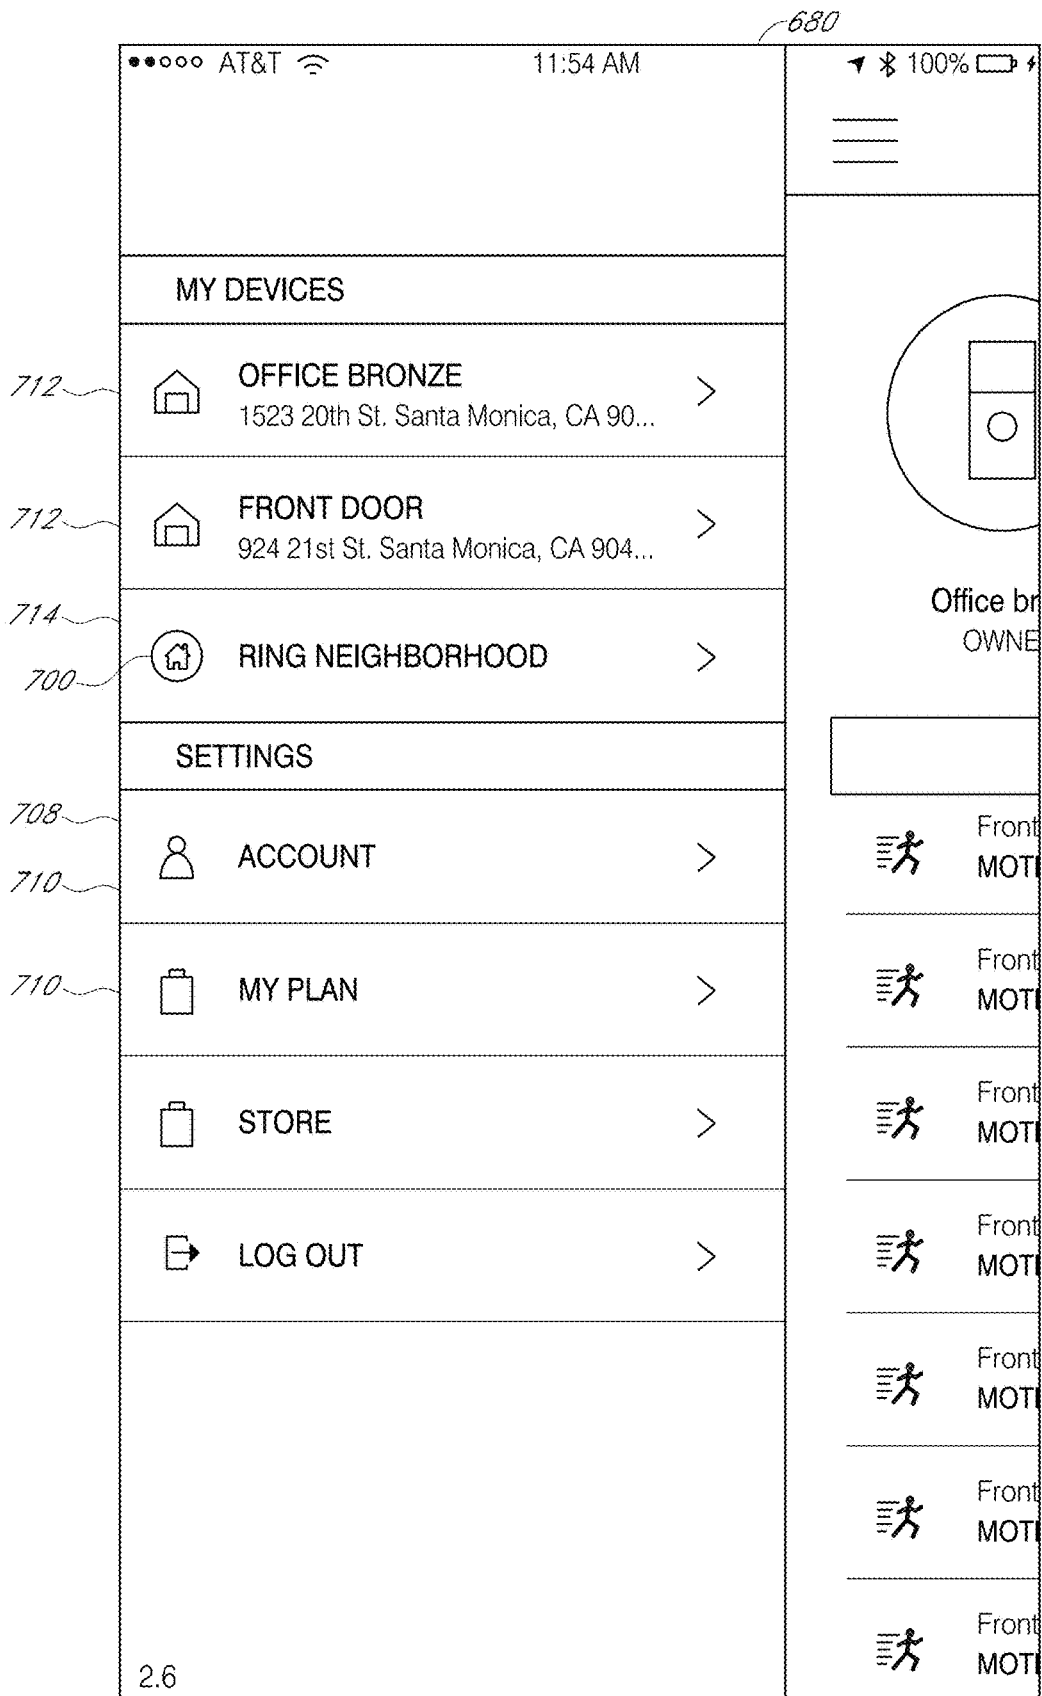 680
AT&T 11:54 AM 100%
MY DEVICES
712
OFFICE BRONZE
1523 20th St. Santa Monica, CA 90...
712
FRONT DOOR
924 21st St. Santa Monica, CA 904...
714
700
RING NEIGHBORHOOD
SETTINGS
708
ACCOUNT
710
710
MY PLAN
STORE
LOG OUT
2.6
Office br
OWNE
Front
MOTI
Front
MOTI
Front
MOTI
Front
MOTI
Front
MOTI
Front
MOTI
Front
MOTI